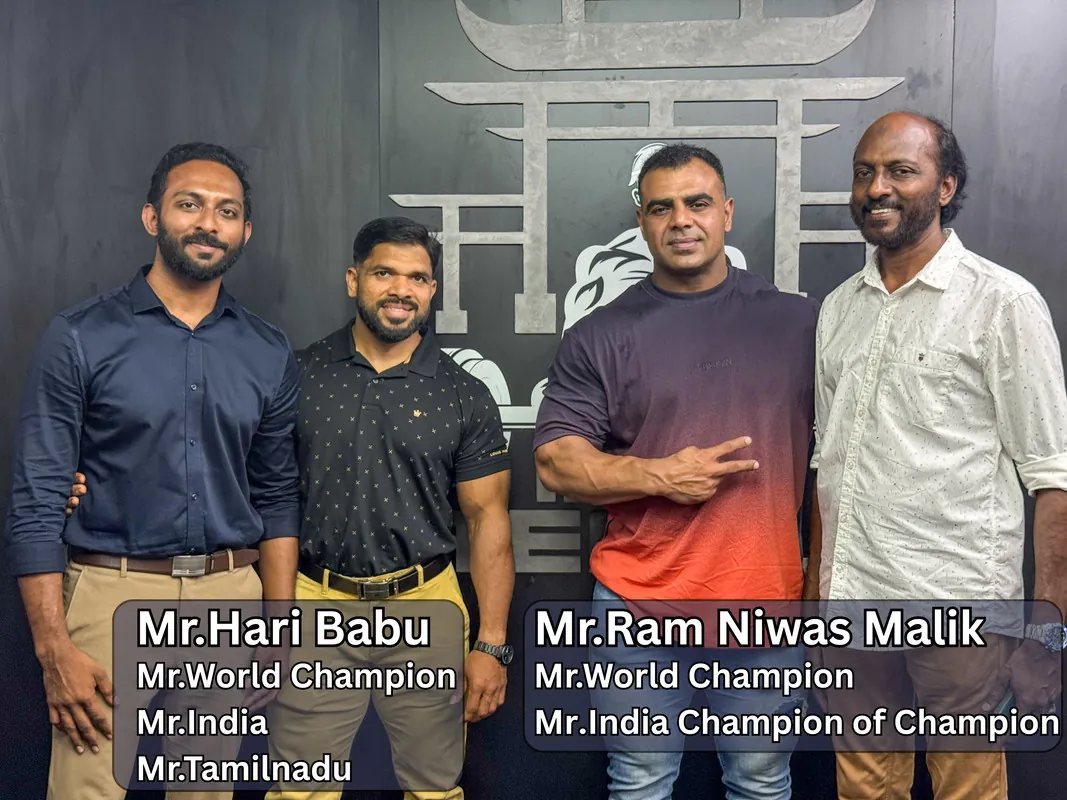 Mr.Hari Babu
Mr.World Champion
Mr.India
Mr.Tamilnadu
Mr.Ram Niwas Malik
Mr.World Champion
Mr.India Champion of Champion